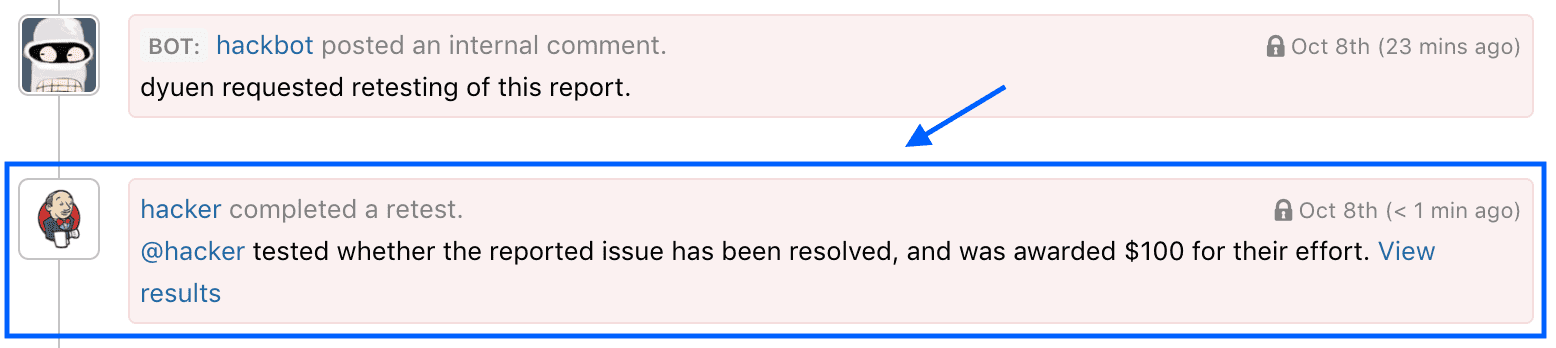 BOT: hackbot posted an internal comment. Oct 8th (23 mins ago)
dyuen requested retesting of this report.
hacker completed a retest. Oct 8th (< 1 min ago)
@hacker tested whether the reported issue has been resolved, and was awarded $100 for their effort. View
results